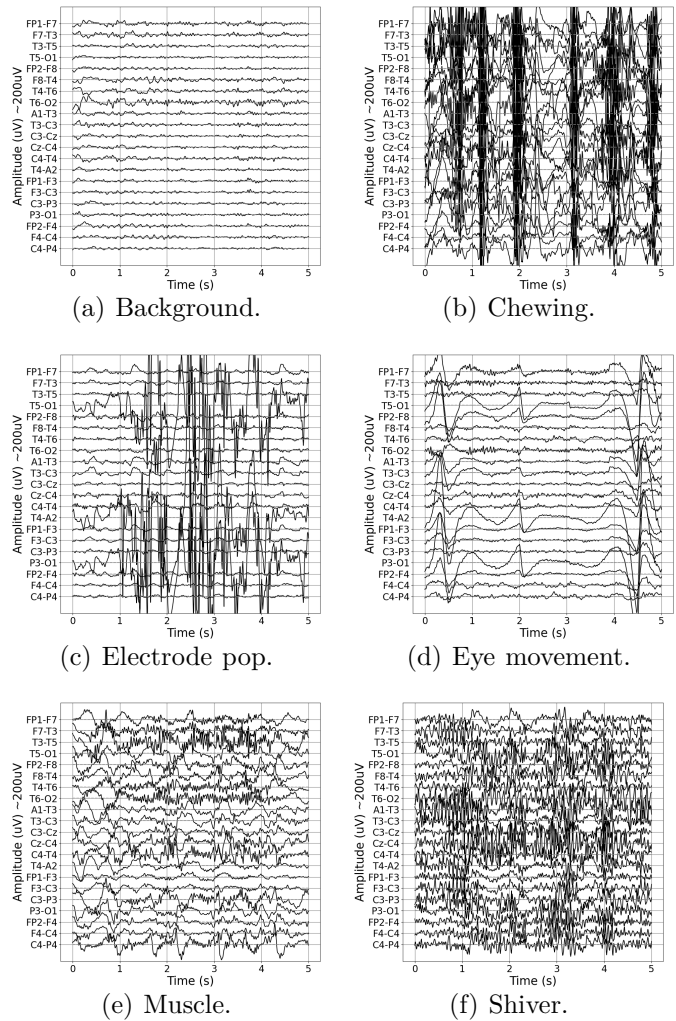 Amplitude (uV) ~200uV
FP1-F7
F7-T3
T3-T5
T5-O1
FP2-F8
F8-T4
T4-T6
T6-O2
A1-T3
T3-C3
C3-Cz
Cz-C4
C4-T4
T4-A2
FP1-F3
F3-C3
C3-P3
P3-O1
FP2-F4
F4-C4
C4-P4
0 1 2 3 4 5
Time (s)
(a) Background.
Amplitude (uV) ~200uV
FP1-F7
F7-T3
T3-T5
T5-O1
FP2-F8
F8-T4
T4-T6
T6-O2
A1-T3
T3-C3
C3-Cz
Cz-C4
C4-T4
T4-A2
FP1-F3
F3-C3
C3-P3
P3-O1
FP2-F4
F4-C4
C4-P4
0 1 2 3 4 5
Time (s)
(b) Chewing.
Amplitude (uV) ~200uV
FP1-F7
F7-T3
T3-T5
T5-O1
FP2-F8
F8-T4
T4-T6
T6-O2
A1-T3
T3-C3
C3-Cz
Cz-C4
C4-T4
T4-A2
FP1-F3
F3-C3
C3-P3
P3-O1
FP2-F4
F4-C4
C4-P4
0 1 2 3 4 5
Time (s)
(c) Electrode pop.
Amplitude (uV) ~200uV
FP1-F7
F7-T3
T3-T5
T5-O1
FP2-F8
F8-T4
T4-T6
T6-O2
A1-T3
T3-C3
C3-Cz
Cz-C4
C4-T4
T4-A2
FP1-F3
F3-C3
C3-P3
P3-O1
FP2-F4
F4-C4
C4-P4
0 1 2 3 4 5
Time (s)
(d) Eye movement.
Amplitude (uV) ~200uV
FP1-F7
F7-T3
T3-T5
T5-O1
FP2-F8
F8-T4
T4-T6
T6-O2
A1-T3
T3-C3
C3-Cz
Cz-C4
C4-T4
T4-A2
FP1-F3
F3-C3
C3-P3
P3-O1
FP2-F4
F4-C4
C4-P4
0 1 2 3 4 5
Time (s)
(e) Muscle.
Amplitude (uV) ~200uV
FP1-F7
F7-T3
T3-T5
T5-O1
FP2-F8
F8-T4
T4-T6
T6-O2
A1-T3
T3-C3
C3-Cz
Cz-C4
C4-T4
T4-A2
FP1-F3
F3-C3
C3-P3
P3-O1
FP2-F4
F4-C4
C4-P4
0 1 2 3 4 5
Time (s)
(f) Shiver.